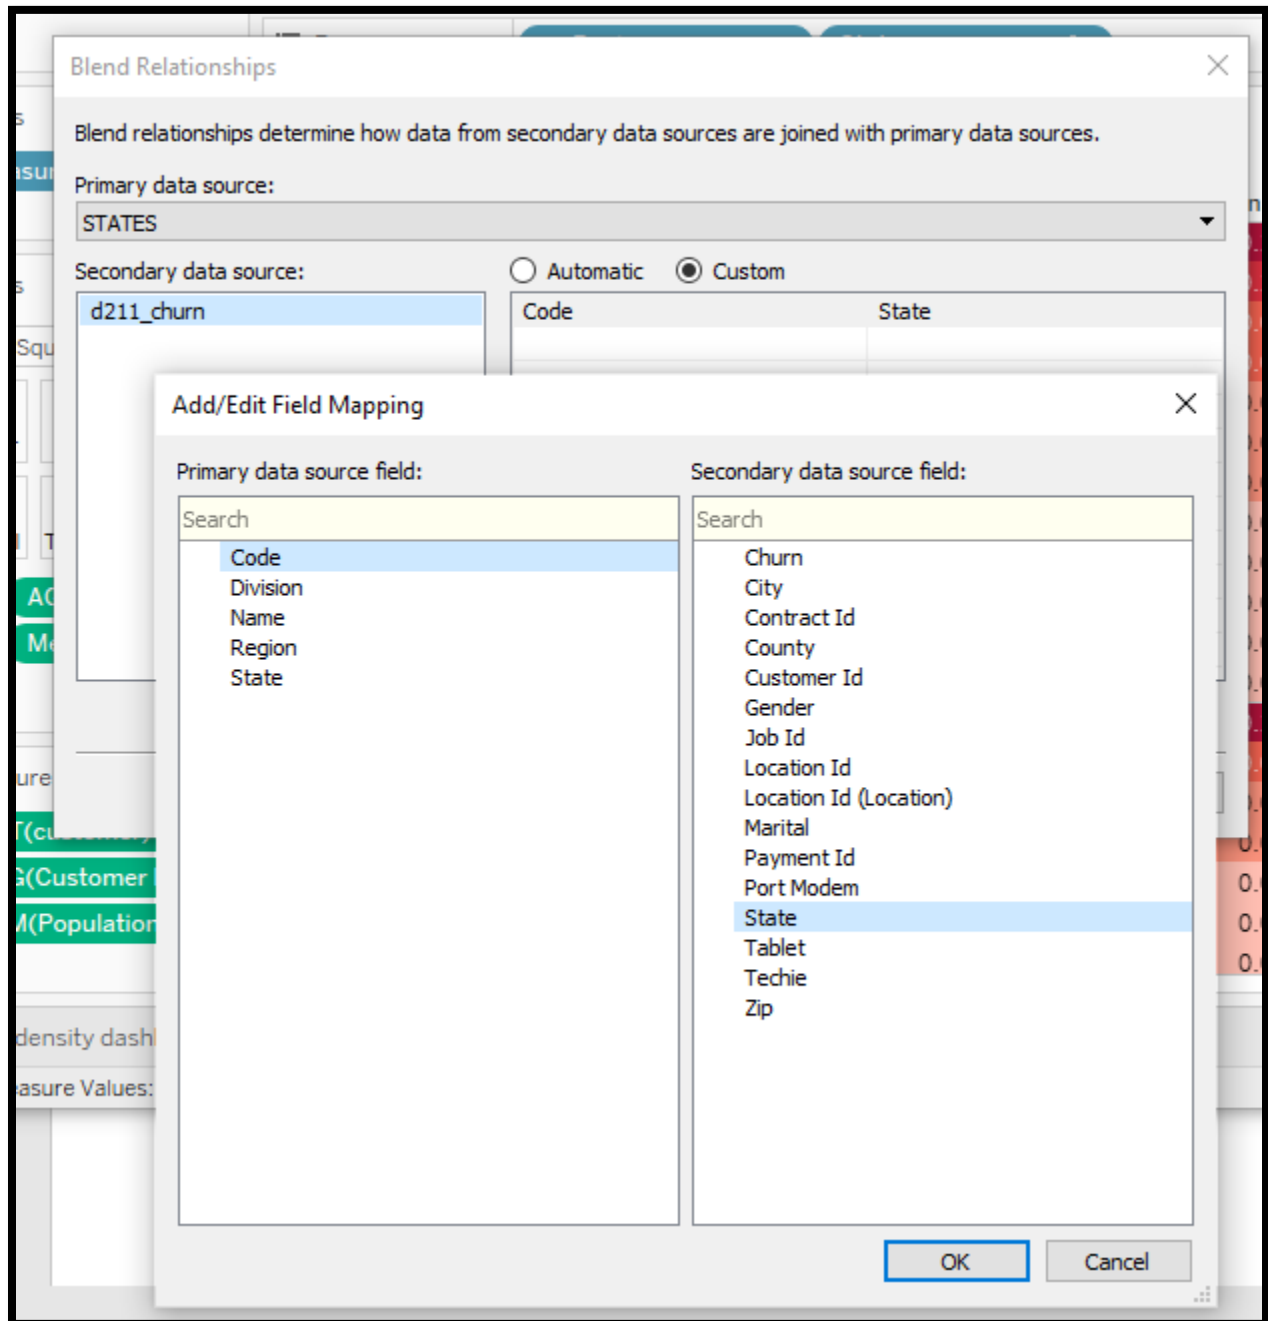 Blend Relationships
Blend relationships determine how data from secondary data sources are joined with primary data sources.
Primary data source:
STATES
Secondary data source:
Automatic
Custom
d211_churn
Code
State
Squ
Add/Edit Field Mapping
Primary data source field:
Secondary data source field:
Search
Search
Code
Division
Name
Region
State
Churn
City
Contract Id
County
Customer Id
Gender
Job Id
Location Id
Location Id (Location)
Marital
Payment Id
Port Modem
State
Tablet
Techie
Zip
G(Customer
M(Population
density dash
easure Values:
OK
Cancel